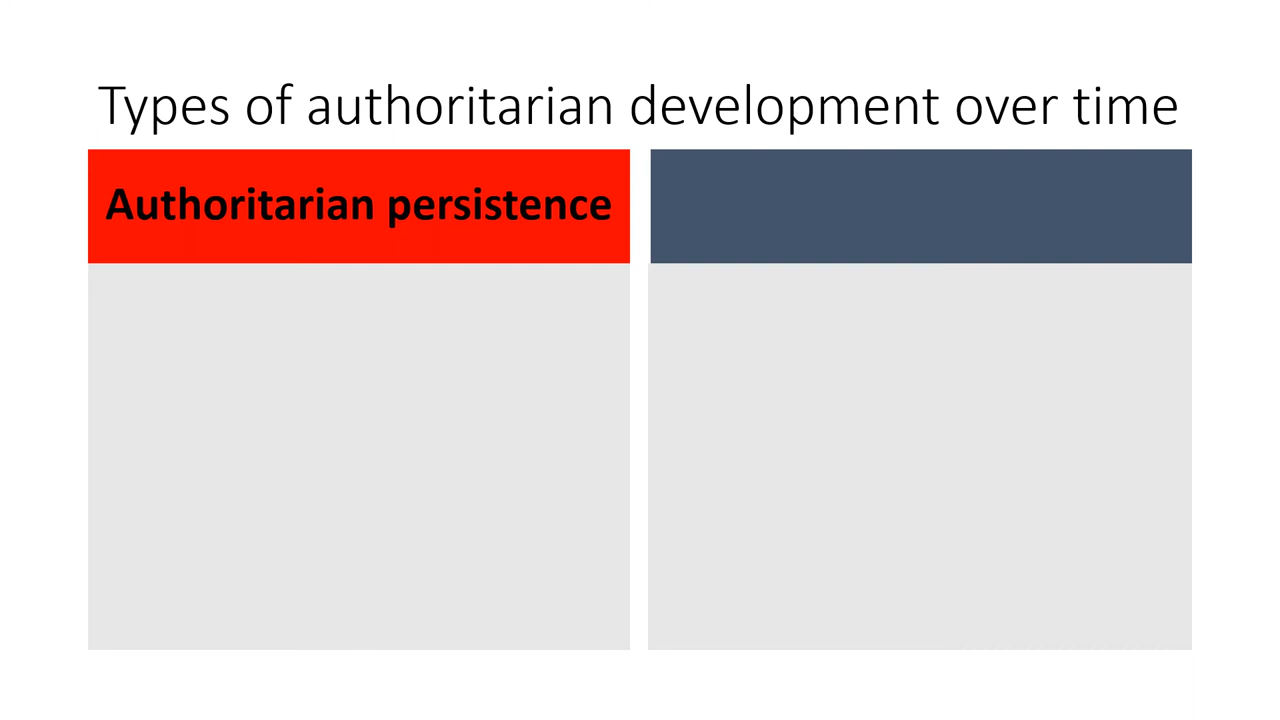 Types of authoritarian development over time
Authoritarian persistence